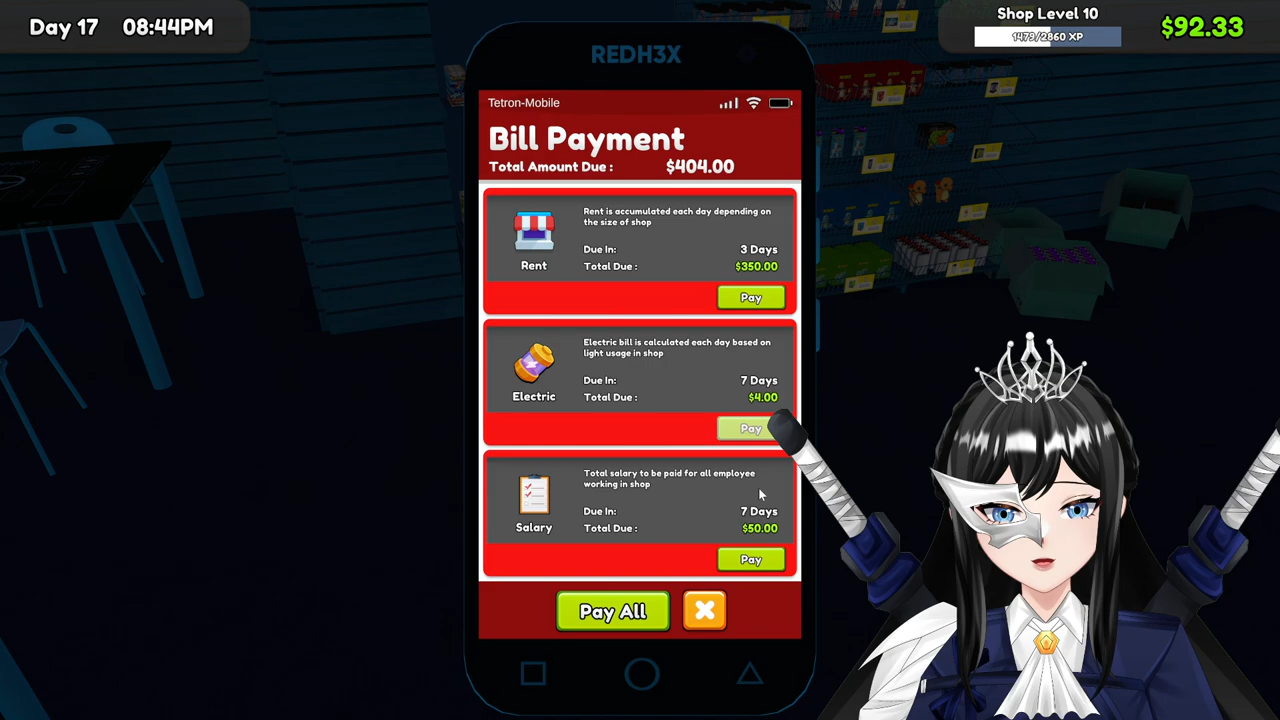 Day 17 08:44PM
Shop Level 10
1479/2860 XP
$92.33
REDH3X
Tetron-Mobile
Bill Payment
Total Amount Due : $404.00
Rent is accumulated each day depending on
the size of shop
Due In: 3 Days
Rent
Total Due : $350.00
Pay
Electric bill is calculated each day based on
light usage in shop
Due In: 7 Days
Electric
Total Due : $4.00
Pay
Total salary to be paid for all employee
working in shop
Due In: 7 Days
Salary
Total Due : $50.00
Pay
Pay All